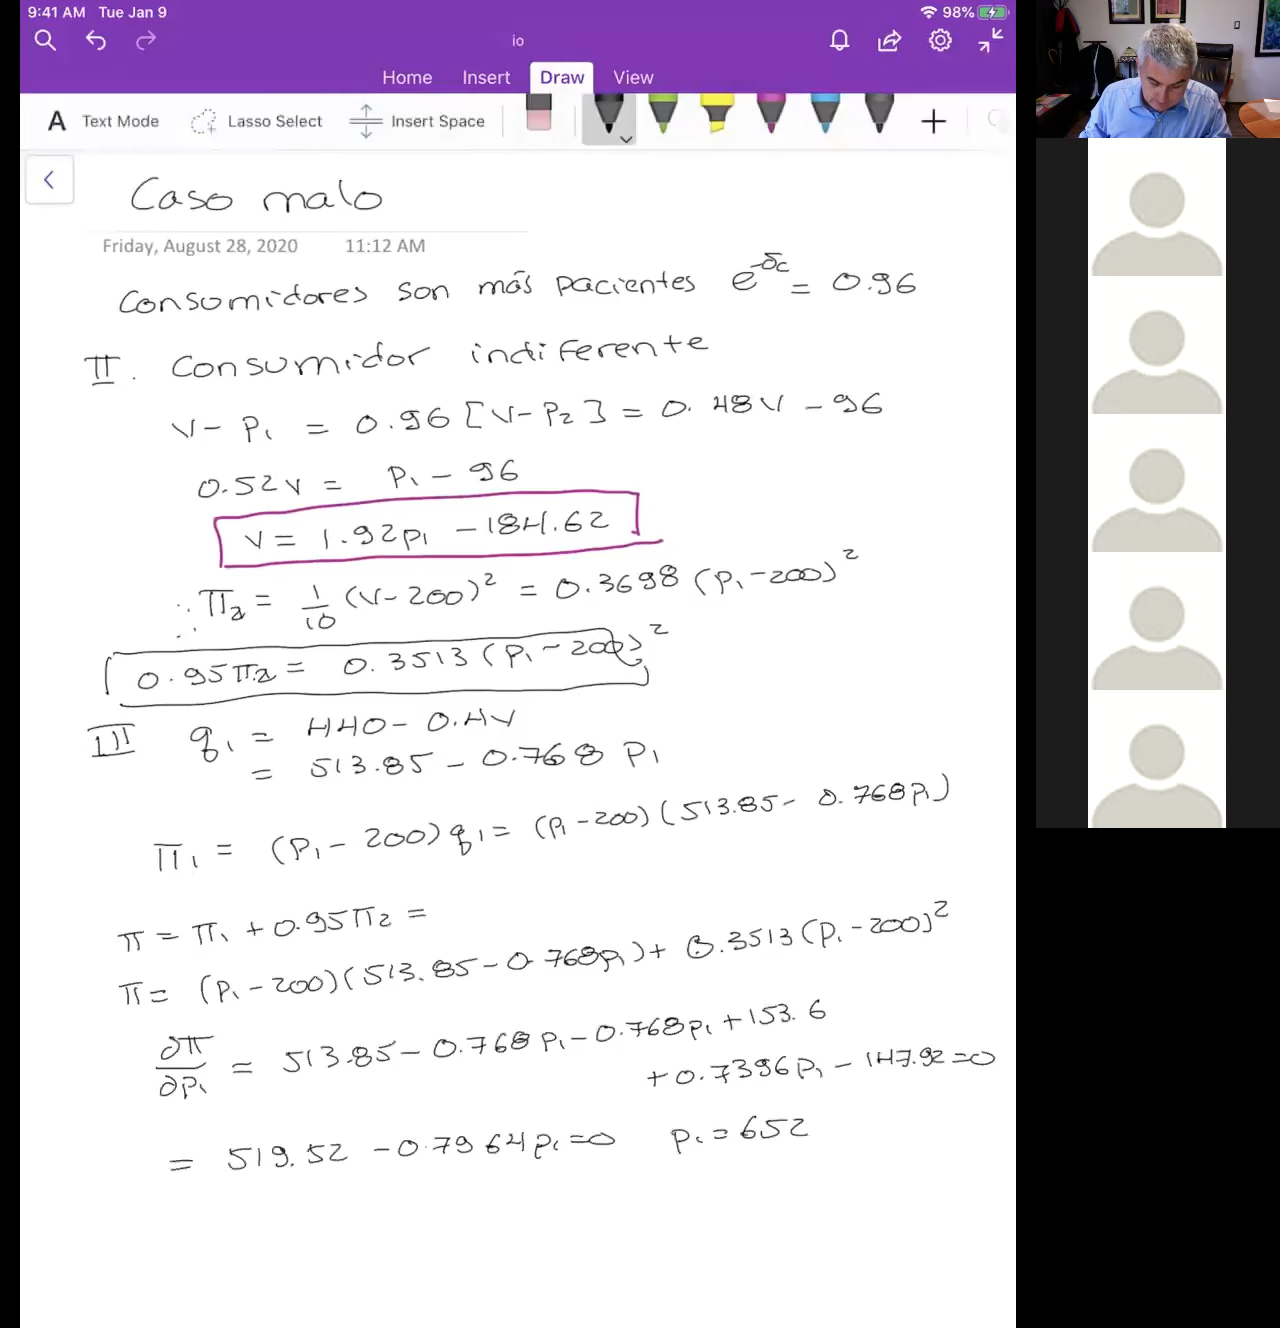 9:41 AM Tue Jan 9
98%
io
Home Insert Draw View
A Text Mode Lasso Select Insert Space
Caso malo
Friday, August 28, 2020 11:12 AM
Consumidores son más pacientes e^-δc = 0.96
II. Consumidor indiferente
V - P₁ = 0.96 [V - P₂] = 0.48V - 96
0.52V = P₁ - 96
V = 1.92P₁ - 184.62
∴ π₂ = 1/10 (V - 200)² = 0.3698 (P₁ - 200)²
0.95π₂ = 0.3513 (P₁ - 200)²
III q₁ = 440 - 0.4V
= 513.85 - 0.768 P₁
π₁ = (P₁ - 200) q₁ = (P₁ - 200) (513.85 - 0.768P₁)
π = π₁ + 0.95π₂ =
π = (P₁ - 200)(513.85 - 0.768P₁) + 0.3513 (P₁ - 200)²
∂π/∂P₁ = 513.85 - 0.768 P₁ - 0.768P₁ + 153.6
+ 0.7396P₁ - 147.92 = 0
= 519.52 - 0.7964P₁ = 0 P₁ = 652